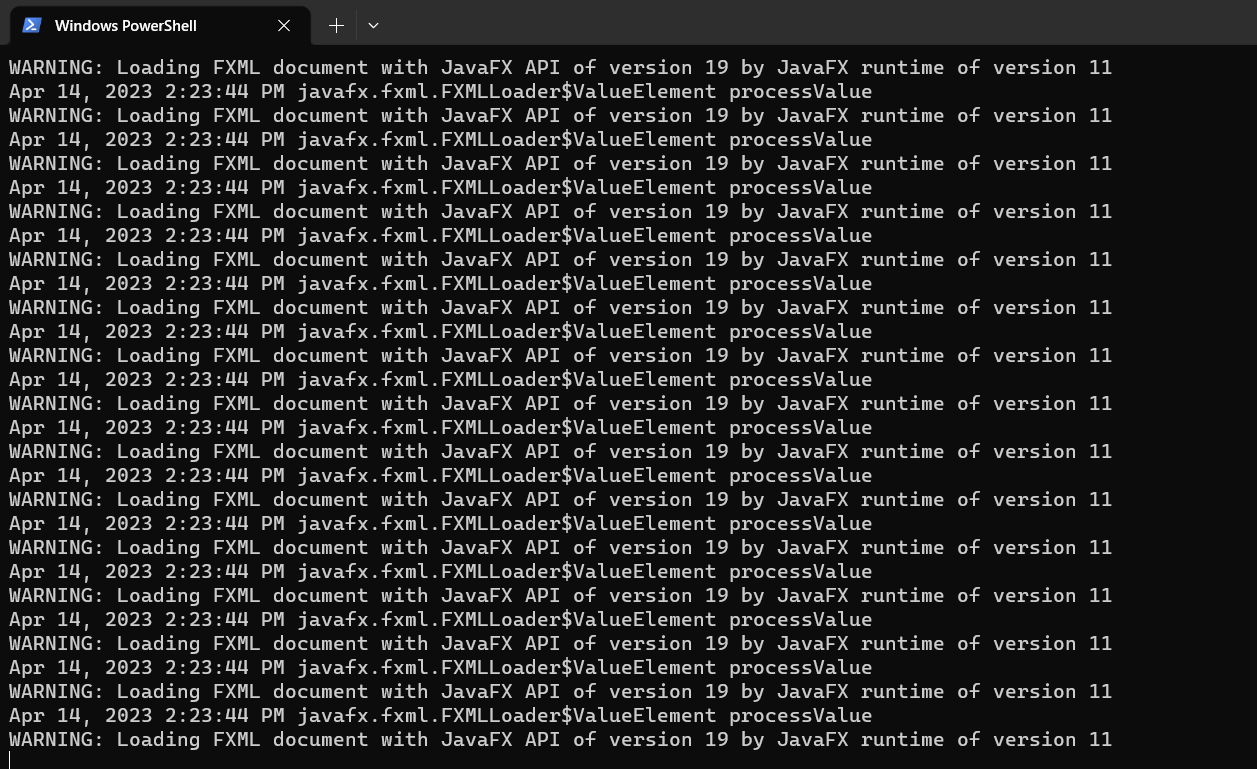 Windows PowerShell
WARNING: Loading FXML document with JavaFX API of version 19 by JavaFX runtime of version 11
Apr 14, 2023 2:23:44 PM javafx.fxml.FXMLLoader$ValueElement processValue
WARNING: Loading FXML document with JavaFX API of version 19 by JavaFX runtime of version 11
Apr 14, 2023 2:23:44 PM javafx.fxml.FXMLLoader$ValueElement processValue
WARNING: Loading FXML document with JavaFX API of version 19 by JavaFX runtime of version 11
Apr 14, 2023 2:23:44 PM javafx.fxml.FXMLLoader$ValueElement processValue
WARNING: Loading FXML document with JavaFX API of version 19 by JavaFX runtime of version 11
Apr 14, 2023 2:23:44 PM javafx.fxml.FXMLLoader$ValueElement processValue
WARNING: Loading FXML document with JavaFX API of version 19 by JavaFX runtime of version 11
Apr 14, 2023 2:23:44 PM javafx.fxml.FXMLLoader$ValueElement processValue
WARNING: Loading FXML document with JavaFX API of version 19 by JavaFX runtime of version 11
Apr 14, 2023 2:23:44 PM javafx.fxml.FXMLLoader$ValueElement processValue
WARNING: Loading FXML document with JavaFX API of version 19 by JavaFX runtime of version 11
Apr 14, 2023 2:23:44 PM javafx.fxml.FXMLLoader$ValueElement processValue
WARNING: Loading FXML document with JavaFX API of version 19 by JavaFX runtime of version 11
Apr 14, 2023 2:23:44 PM javafx.fxml.FXMLLoader$ValueElement processValue
WARNING: Loading FXML document with JavaFX API of version 19 by JavaFX runtime of version 11
Apr 14, 2023 2:23:44 PM javafx.fxml.FXMLLoader$ValueElement processValue
WARNING: Loading FXML document with JavaFX API of version 19 by JavaFX runtime of version 11
Apr 14, 2023 2:23:44 PM javafx.fxml.FXMLLoader$ValueElement processValue
WARNING: Loading FXML document with JavaFX API of version 19 by JavaFX runtime of version 11
Apr 14, 2023 2:23:44 PM javafx.fxml.FXMLLoader$ValueElement processValue
WARNING: Loading FXML document with JavaFX API of version 19 by JavaFX runtime of version 11
Apr 14, 2023 2:23:44 PM javafx.fxml.FXMLLoader$ValueElement processValue
WARNING: Loading FXML document with JavaFX API of version 19 by JavaFX runtime of version 11
Apr 14, 2023 2:23:44 PM javafx.fxml.FXMLLoader$ValueElement processValue
WARNING: Loading FXML document with JavaFX API of version 19 by JavaFX runtime of version 11
Apr 14, 2023 2:23:44 PM javafx.fxml.FXMLLoader$ValueElement processValue
WARNING: Loading FXML document with JavaFX API of version 19 by JavaFX runtime of version 11